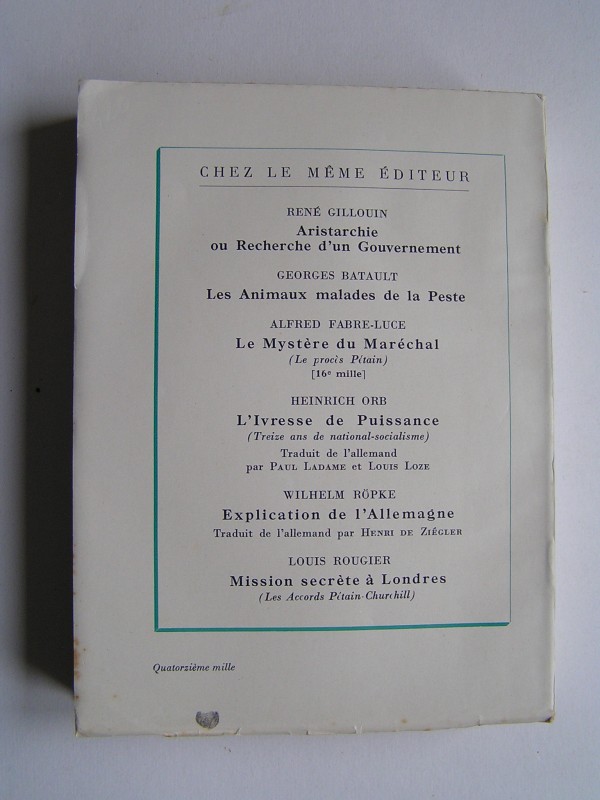 CHEZ LE MÊME ÉDITEUR
RENÉ GILLOUIN
Aristarchie
ou Recherche d'un Gouvernement
GEORGES BATAULT
Les Animaux malades de la Peste
ALFRED FABRE-LUCE
Le Mystère du Maréchal
(Le procès Pétain)
[16e mille]
HEINRICH ORB
L'Ivresse de Puissance
(Treize ans de national-socialisme)
Traduit de l'allemand
par PAUL LADAME et LOUIS LOZE
WILHELM RÖPKE
Explication de l'Allemagne
Traduit de l'allemand par HENRI DE ZIÉGLER
LOUIS ROUGIER
Mission secrète à Londres
(Les Accords Pétain-Churchill)
Quatorzième mille